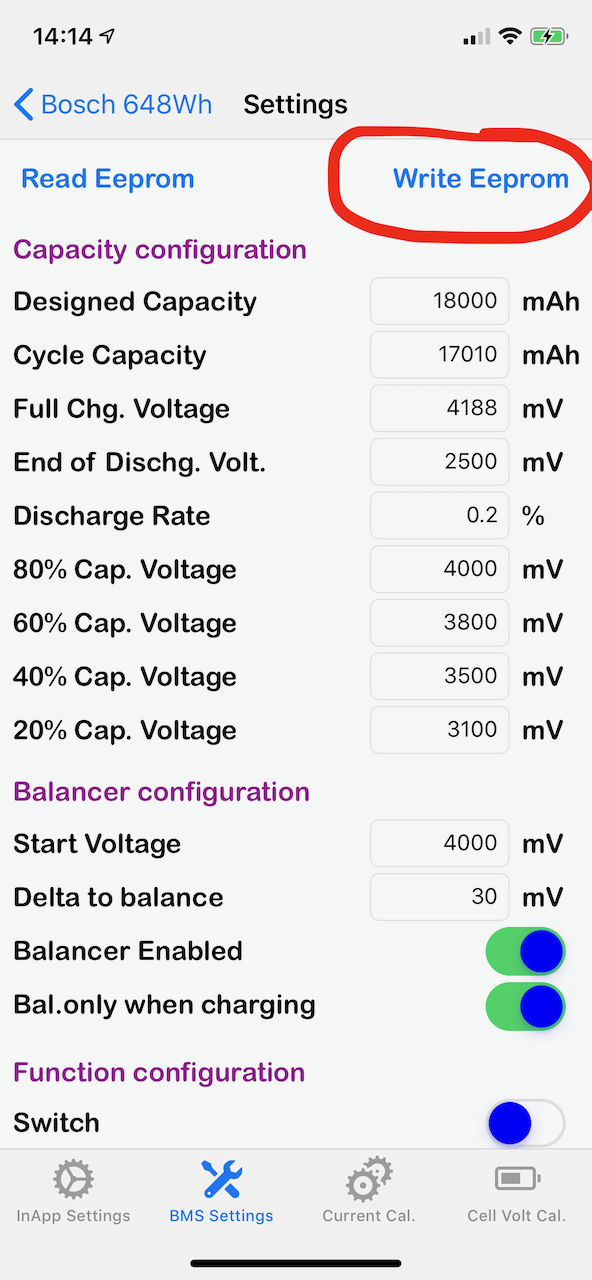 14:14
Bosch 648Wh Settings
Read Eeprom Write Eeprom
Capacity configuration
Designed Capacity 18000 mAh
Cycle Capacity 17010 mAh
Full Chg. Voltage 4188 mV
End of Dischg. Volt. 2500 mV
Discharge Rate 0.2 %
80% Cap. Voltage 4000 mV
60% Cap. Voltage 3800 mV
40% Cap. Voltage 3500 mV
20% Cap. Voltage 3100 mV
Balancer configuration
Start Voltage 4000 mV
Delta to balance 30 mV
Balancer Enabled
Bal.only when charging
Function configuration
Switch
InApp Settings BMS Settings Current Cal. Cell Volt Cal.